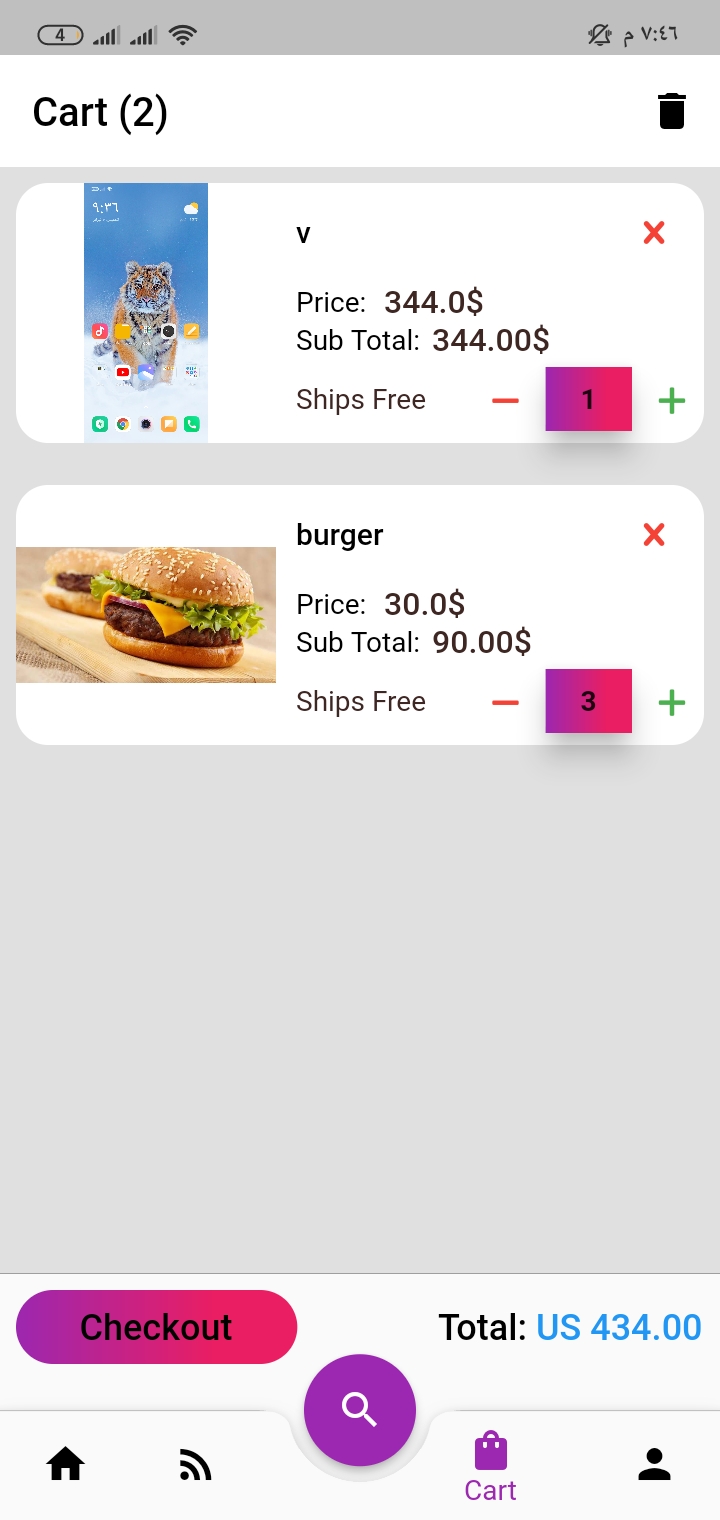 4
٧:٤٦ م
Cart (2)
٩:٣٦
v
Price: 344.0$
Sub Total: 344.00$
Ships Free
1
burger
Price: 30.0$
Sub Total: 90.00$
Ships Free
3
Checkout
Total: US 434.00
Cart